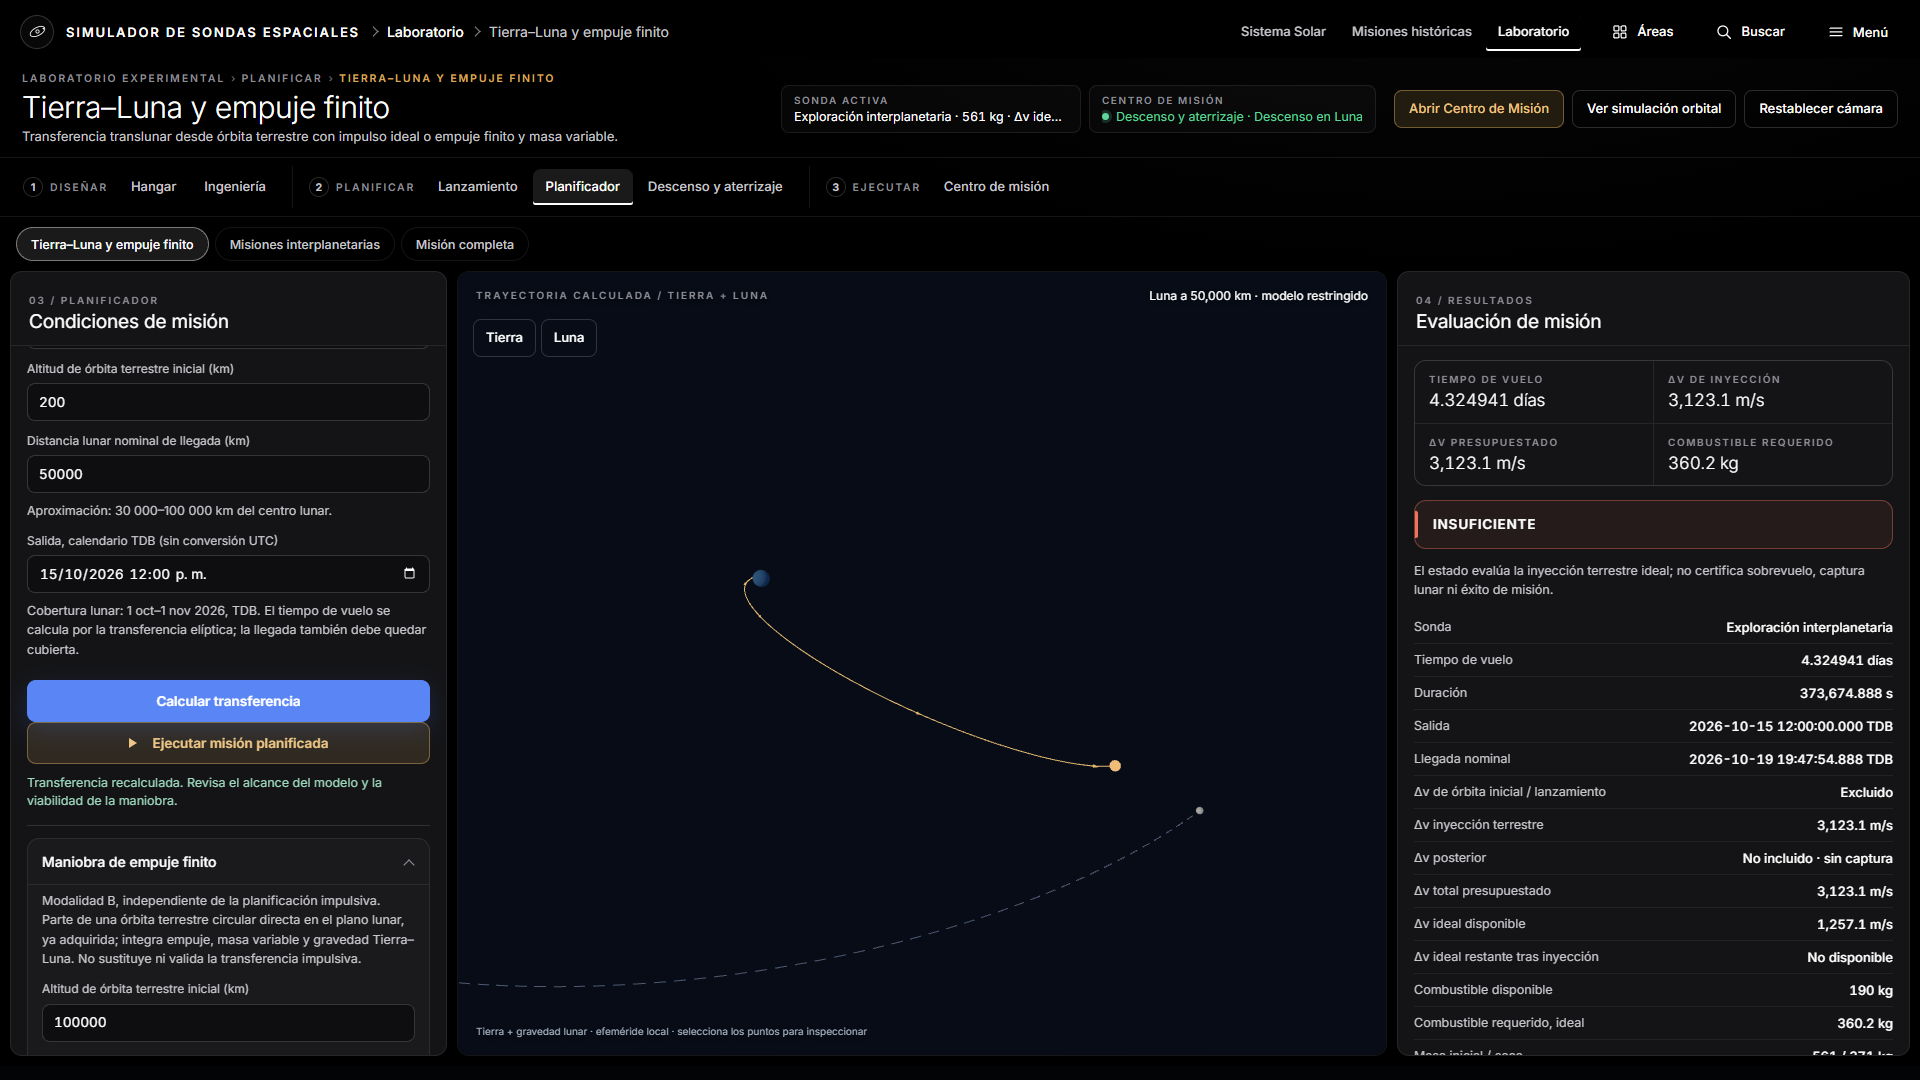 SIMULADOR DE SONDAS ESPACIALES > Laboratorio > Tierra–Luna y empuje finito
Sistema Solar
Misiones históricas
Laboratorio
Áreas
Buscar
Menú
LABORATORIO EXPERIMENTAL › PLANIFICAR › TIERRA–LUNA Y EMPUJE FINITO
Tierra–Luna y empuje finito
Transferencia translunar desde órbita terrestre con impulso ideal o empuje finito y masa variable.
SONDA ACTIVA
Exploración interplanetaria · 561 kg · Δv ide...
CENTRO DE MISIÓN
Descenso y aterrizaje · Descenso en Luna
Abrir Centro de Misión
Ver simulación orbital
Restablecer cámara
1 DISEÑAR
Hangar
Ingeniería
2 PLANIFICAR
Lanzamiento
Planificador
Descenso y aterrizaje
3 EJECUTAR
Centro de misión
Tierra–Luna y empuje finito
Misiones interplanetarias
Misión completa
03 / PLANIFICADOR
Condiciones de misión
Altitud de órbita terrestre inicial (km)
200
Distancia lunar nominal de llegada (km)
50000
Aproximación: 30 000–100 000 km del centro lunar.
Salida, calendario TDB (sin conversión UTC)
15/10/2026 12:00 p. m.
Cobertura lunar: 1 oct–1 nov 2026, TDB. El tiempo de vuelo se
calcula por la transferencia elíptica; la llegada también debe quedar
cubierta.
Calcular transferencia
Ejecutar misión planificada
Transferencia recalculada. Revisa el alcance del modelo y la
viabilidad de la maniobra.
Maniobra de empuje finito
Modalidad B, independiente de la planificación impulsiva.
Parte de una órbita terrestre circular directa en el plano lunar,
ya adquirida; integra empuje, masa variable y gravedad Tierra–
Luna. No sustituye ni valida la transferencia impulsiva.
Altitud de órbita terrestre inicial (km)
100000
TRAYECTORIA CALCULADA / TIERRA + LUNA
Luna a 50,000 km · modelo restringido
Tierra
Luna
Tierra + gravedad lunar · efeméride local · selecciona los puntos para inspeccionar
04 / RESULTADOS
Evaluación de misión
TIEMPO DE VUELO
4.324941 días
ΔV DE INYECCIÓN
3,123.1 m/s
ΔV PRESUPUESTADO
3,123.1 m/s
COMBUSTIBLE REQUERIDO
360.2 kg
INSUFICIENTE
El estado evalúa la inyección terrestre ideal; no certifica sobrevuelo, captura
lunar ni éxito de misión.
Sonda Exploración interplanetaria
Tiempo de vuelo 4.324941 días
Duración 373,674.888 s
Salida 2026-10-15 12:00:00.000 TDB
Llegada nominal 2026-10-19 19:47:54.888 TDB
Δv de órbita inicial / lanzamiento Excluido
Δv inyección terrestre 3,123.1 m/s
Δv posterior No incluido · sin captura
Δv total presupuestado 3,123.1 m/s
Δv ideal disponible 1,257.1 m/s
Δv ideal restante tras inyección No disponible
Combustible disponible 190 kg
Combustible requerido, ideal 360.2 kg